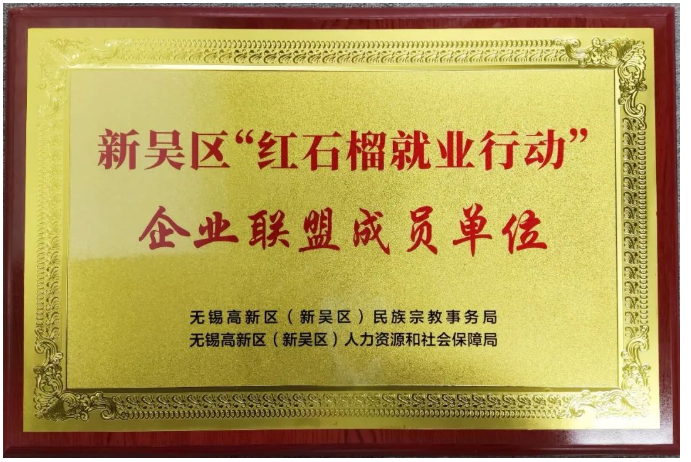 新吴区“红石榴就业行动”
企业联盟成员单位
无锡高新区（新吴区）民族宗教事务局
无锡高新区（新吴区）人力资源和社会保障局